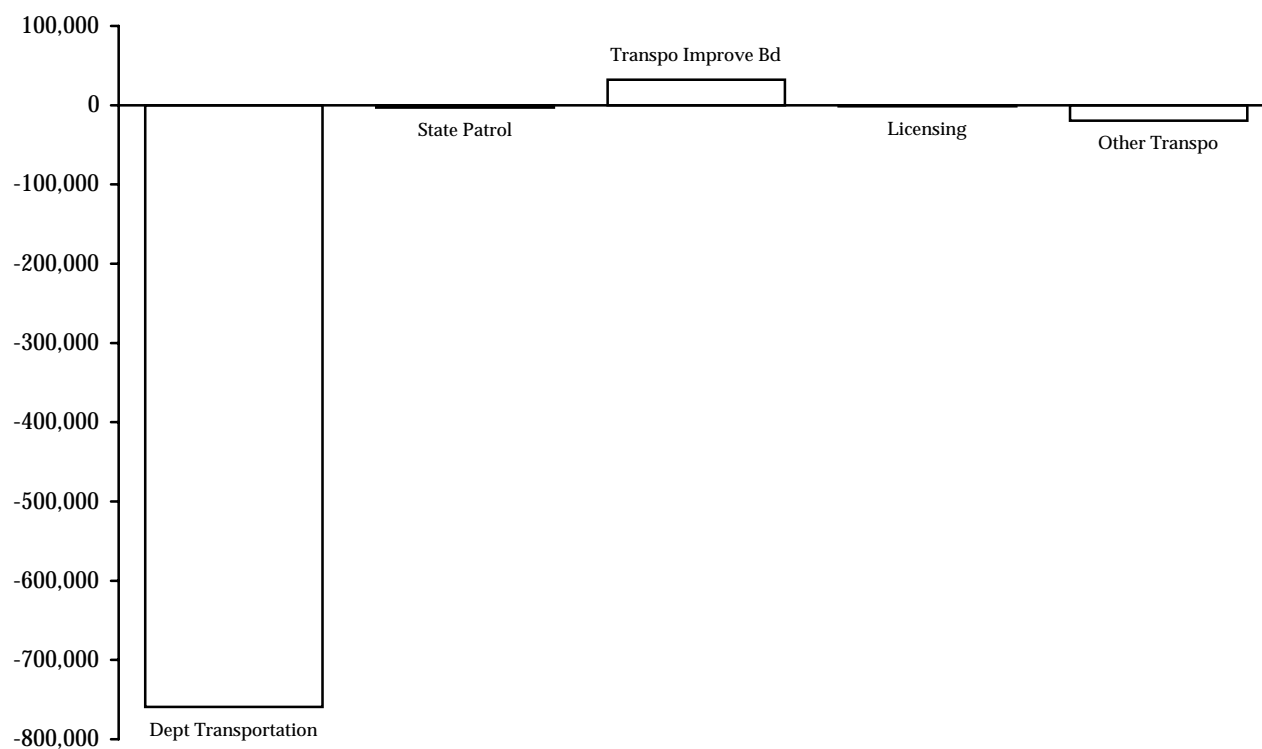 100,000
Transpo Improve Bd
0
State Patrol
Licensing
Other Transpo
-100,000
-200,000
-300,000
-400,000
-500,000
-600,000
-700,000
Dept Transportation
-800,000